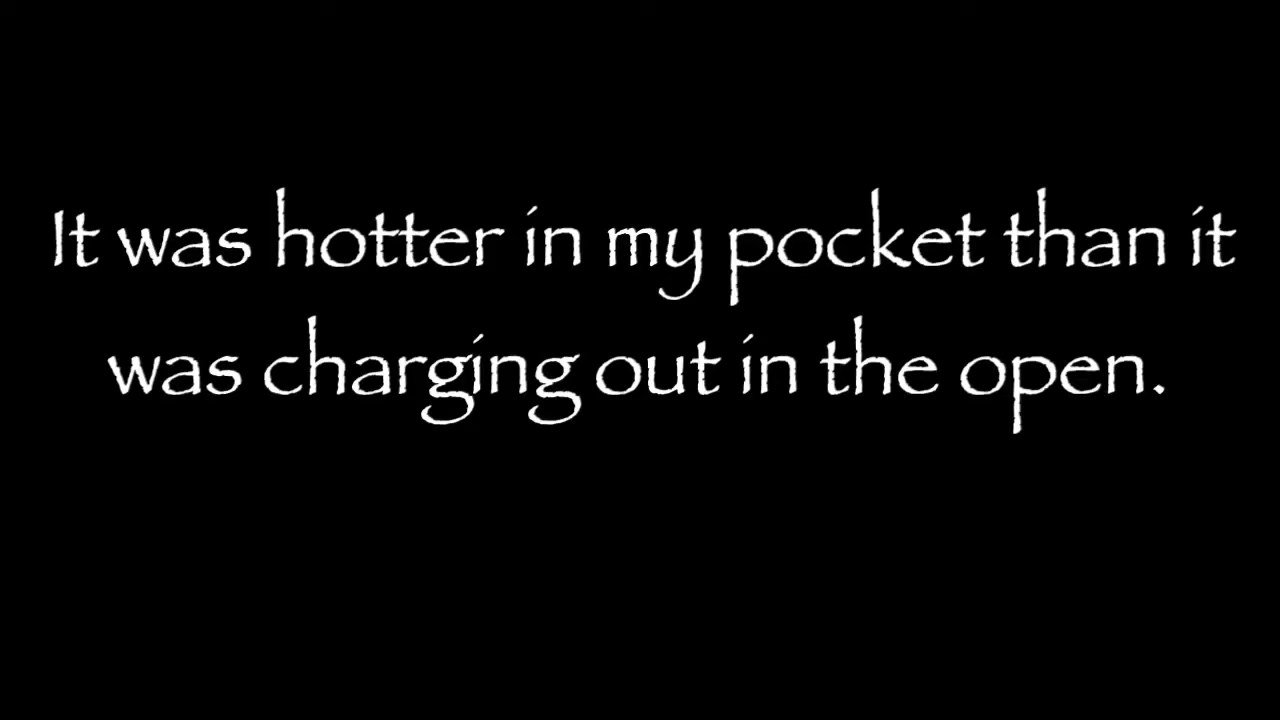 It was hotter in my pocket than it
was charging out in the open.